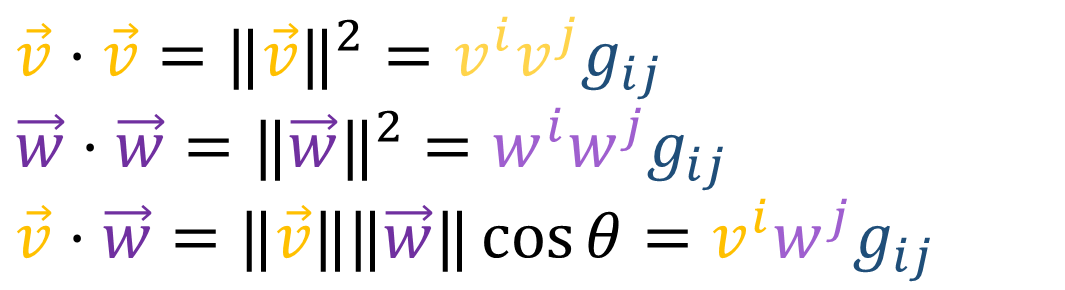 v⃗ · v⃗ = ‖v⃗‖² = vⁱvʲgᵢⱼ
w⃗ · w⃗ = ‖w⃗‖² = wⁱwʲgᵢⱼ
v⃗ · w⃗ = ‖v⃗‖‖w⃗‖ cos θ = vⁱwʲgᵢⱼ